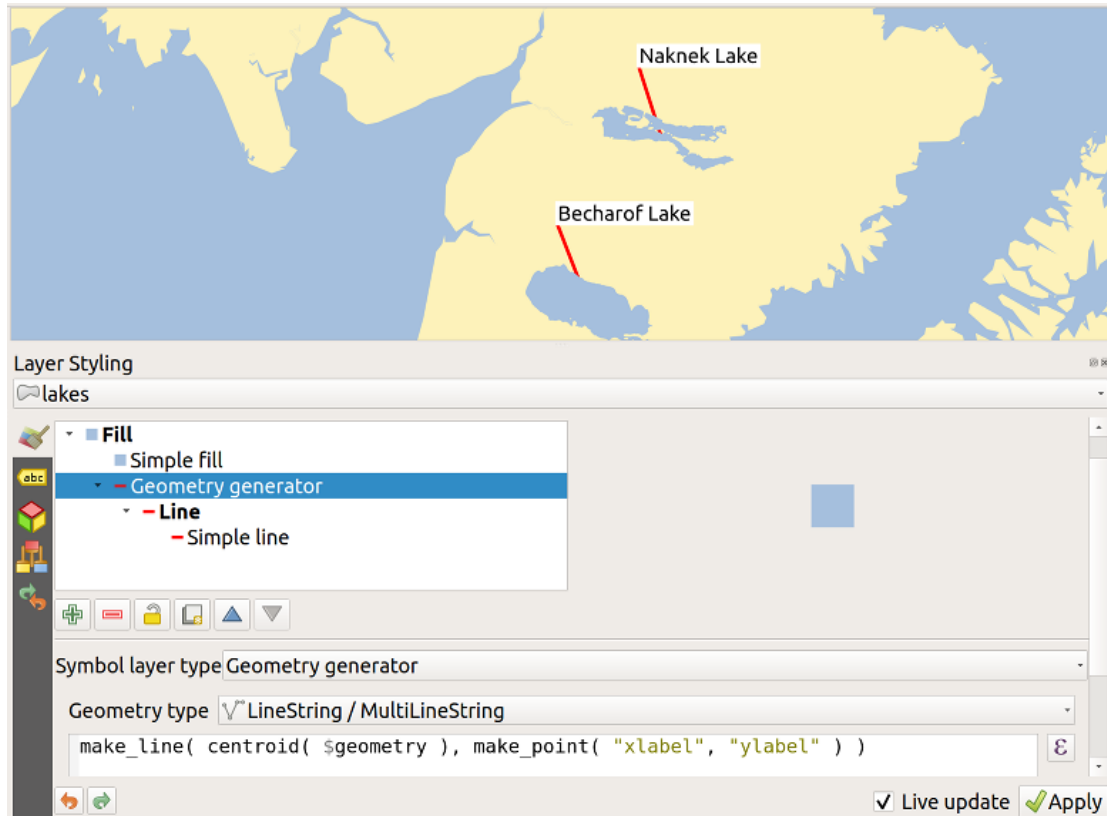 Naknek Lake
Becharof Lake
Layer Styling
lakes
abc
Fill
Simple fill
Geometry generator
Line
Simple line
Symbol layer type Geometry generator
Geometry type LineString / MultiLineString
make_line( centroid( $geometry ), make_point( "xlabel", "ylabel" ) )
ε
Live update Apply